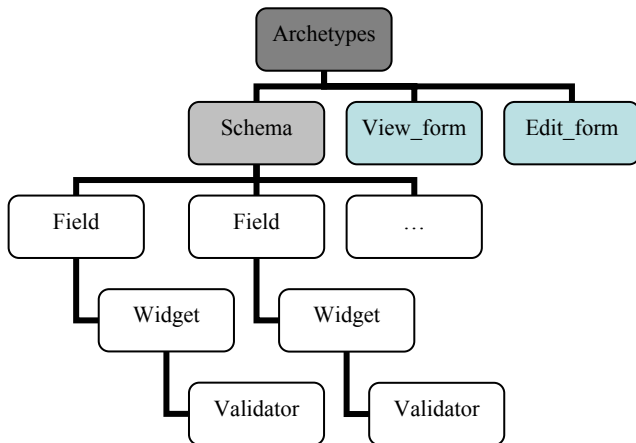 Archetypes
Schema
View_form
Edit_form
Field
Field
…
Widget
Widget
Validator
Validator